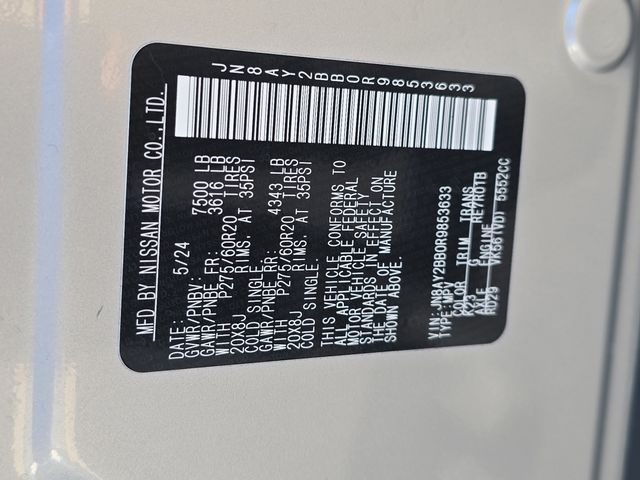 MFD BY NISSAN MOTOR CO.,LTD.
JN8AY2BB0R9853633
DATE: 5/24
GVWR/PNBV: 7500 LB
GAWR/PNBE FR: 3616 LB
WITH P275/60R20 TIRES
20X8J RIMS, AT 35PSI
COLD SINGLE.
GAWR/PNBE RR: 4343 LB
WITH P275/60R20 TIRES
20X8J RIMS, AT 35PSI
COLD SINGLE.
THIS VEHICLE CONFORMS TO
ALL APPLICABLE FEDERAL
MOTOR VEHICLE SAFETY
STANDARDS IN EFFECT ON
THE DATE OF MANUFACTURE
SHOWN ABOVE.
V.I.N:JN8AY2BB0R9853633
TYPE:MPV
COLOR TRIM TRANS
K23 G RE7R01B
AXLE ENGINE
RD29 VK56(VD) 5552CC